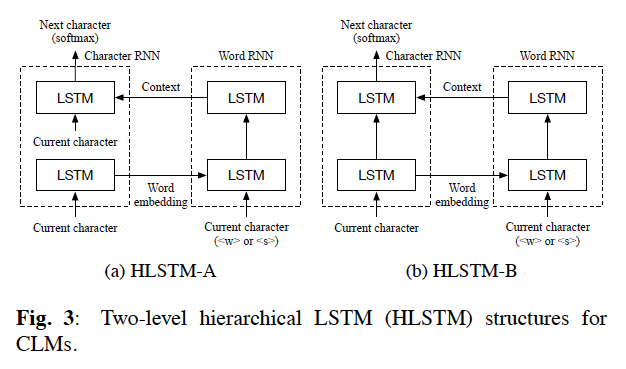 Next character
(softmax)
Character RNN
Word RNN
LSTM
Context
LSTM
Current character
LSTM
Word
embedding
LSTM
Current character
Current character
(<w> or <s>)
(a) HLSTM-A
Next character
(softmax)
Character RNN
Word RNN
LSTM
Context
LSTM
LSTM
Word
embedding
LSTM
Current character
Current character
(<w> or <s>)
(b) HLSTM-B
Fig. 3: Two-level hierarchical LSTM (HLSTM) structures for
CLMs.